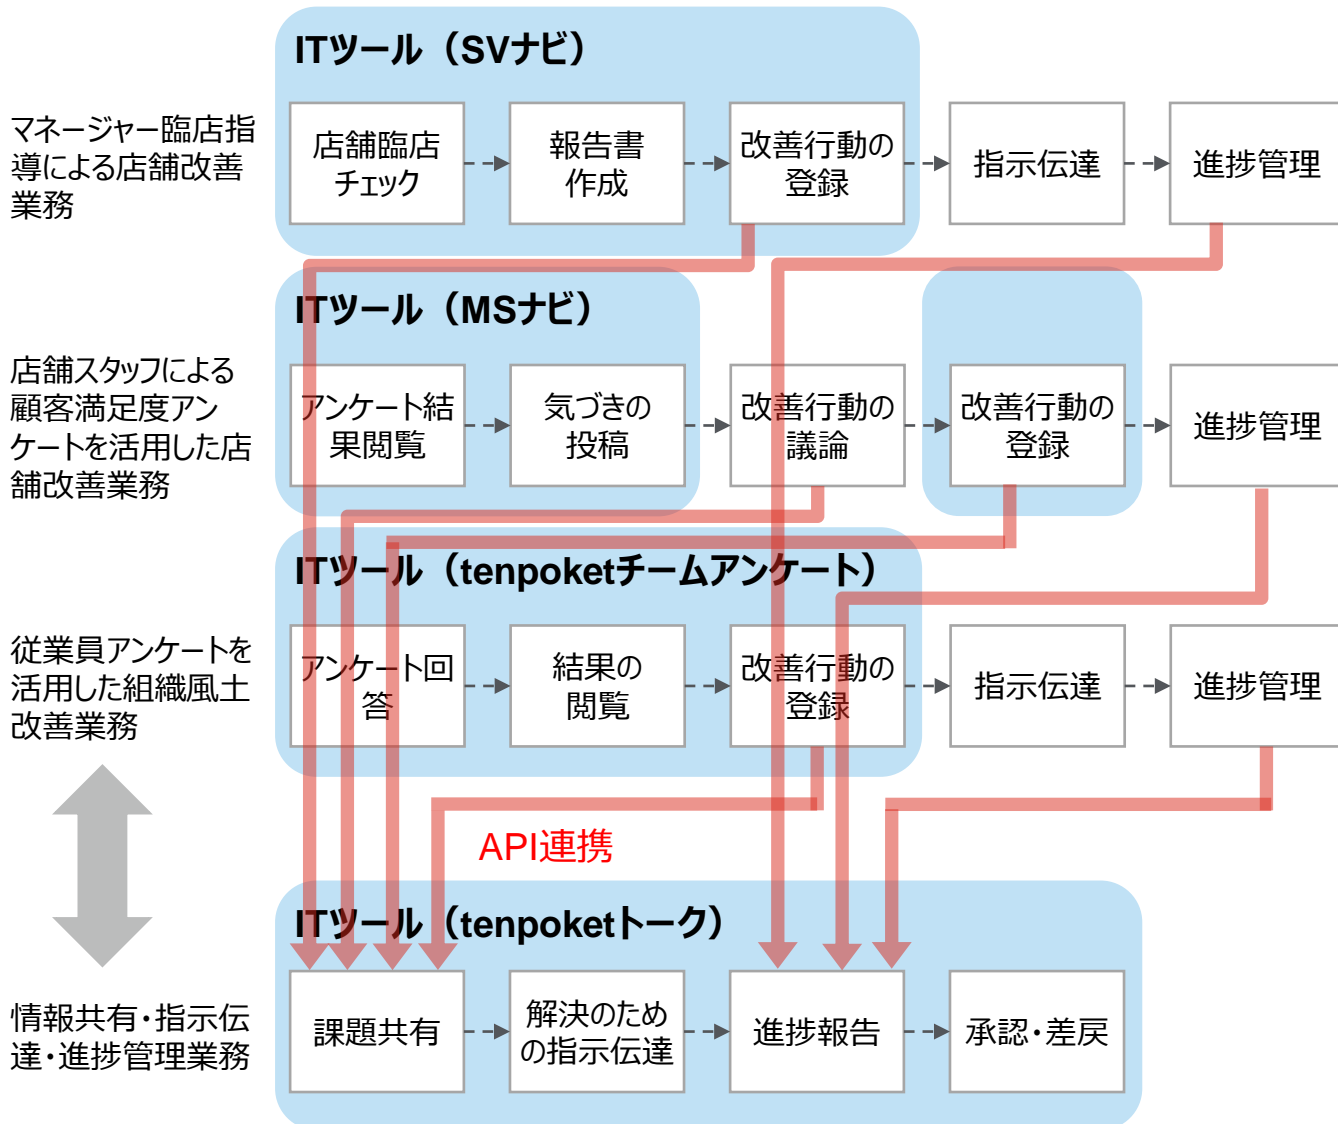 ITツール（SVナビ）
マネージャー臨店指
導による店舗改善
業務
店舗臨店
チェック
報告書
作成
改善行動の
登録
指示伝達
進捗管理
ITツール（MSナビ）
店舗スタッフによる
顧客満足度アン
ケートを活用した店
舗改善業務
アンケート結
果閲覧
気づきの
投稿
改善行動の
議論
改善行動の
登録
進捗管理
ITツール（tenpoketチームアンケート）
従業員アンケートを
活用した組織風土
改善業務
アンケート回
答
結果の
閲覧
改善行動の
登録
指示伝達
進捗管理
API連携
ITツール（tenpoketトーク）
情報共有・指示伝
達・進捗管理業務
課題共有
解決のため
の指示伝達
進捗報告
承認・差戻